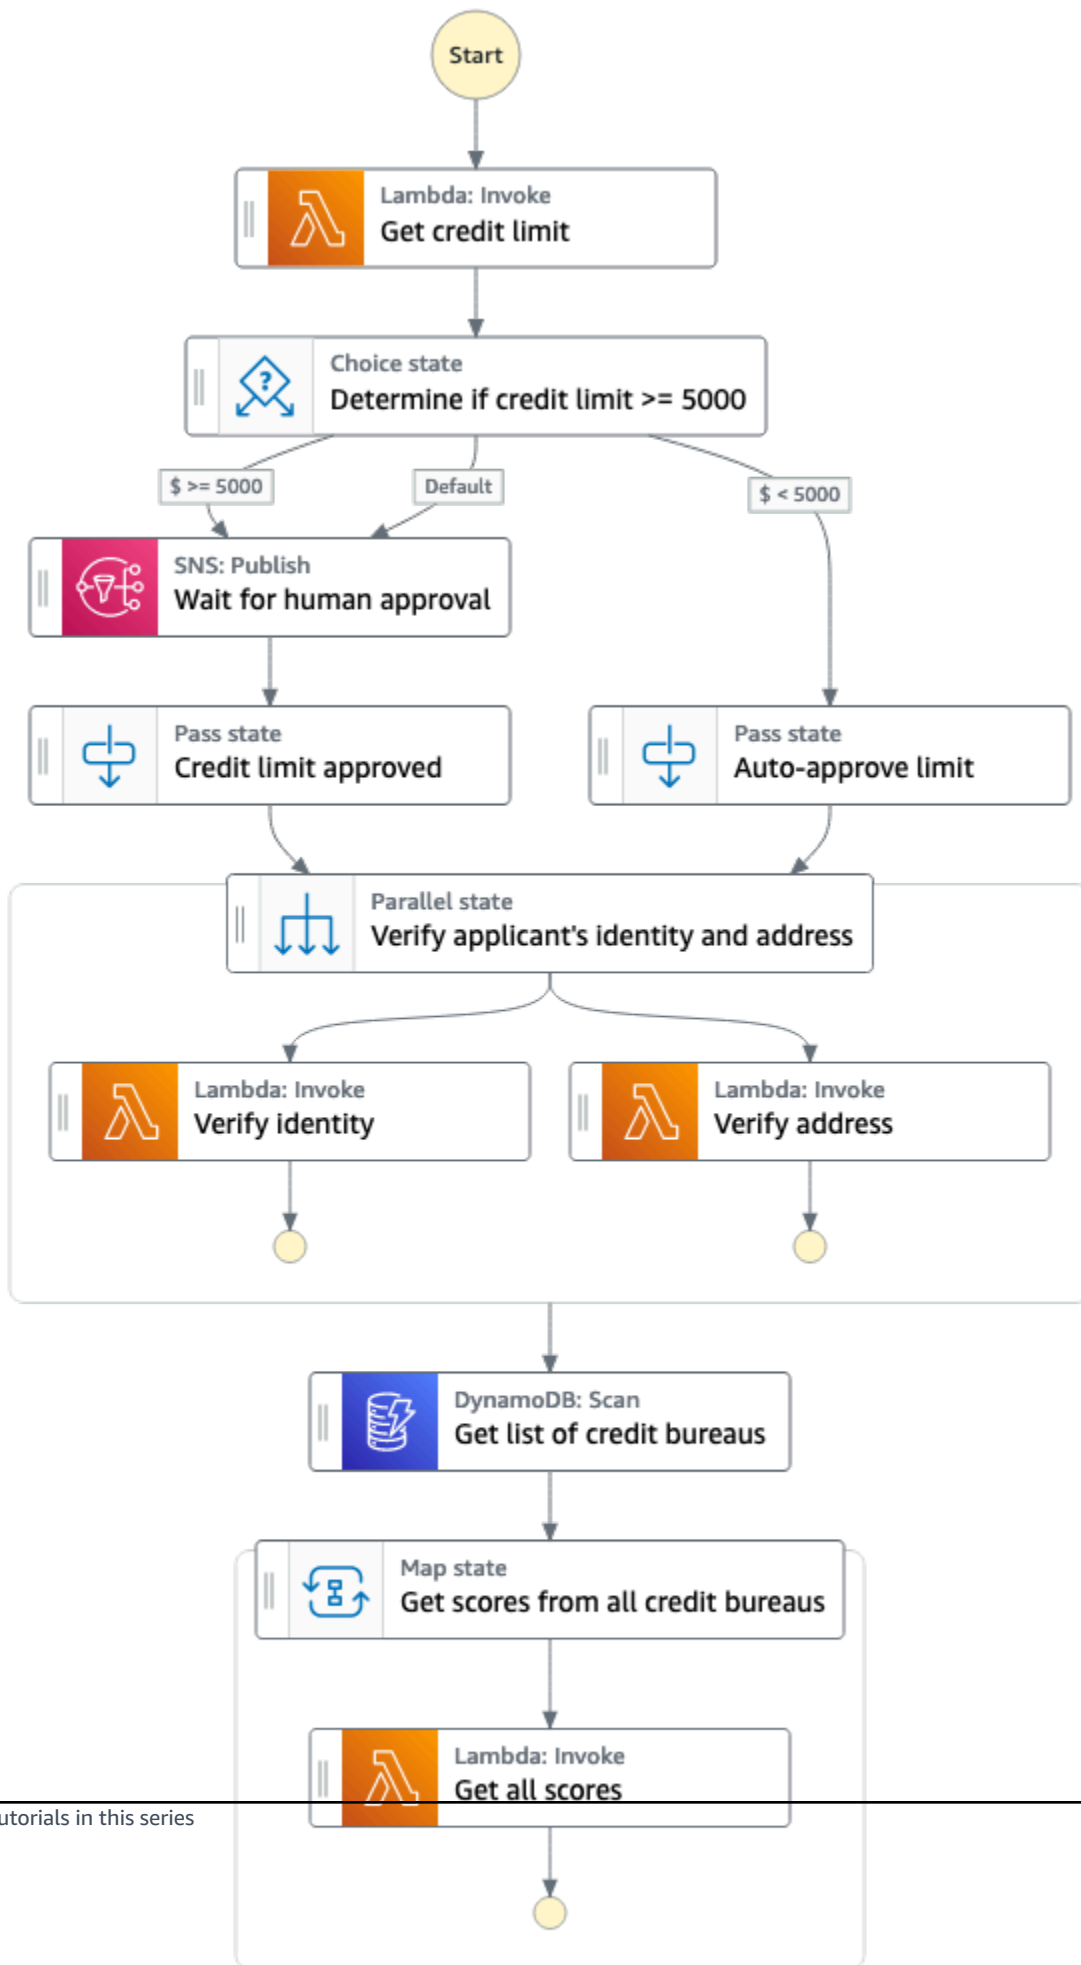 Start
Lambda: Invoke
Get credit limit
Choice state
Determine if credit limit >= 5000
$ >= 5000
Default
$ < 5000
SNS: Publish
Wait for human approval
Pass state
Credit limit approved
Pass state
Auto-approve limit
Parallel state
Verify applicant's identity and address
Lambda: Invoke
Verify identity
Lambda: Invoke
Verify address
DynamoDB: Scan
Get list of credit bureaus
Map state
Get scores from all credit bureaus
Lambda: Invoke
Get all scores
utorials in this series